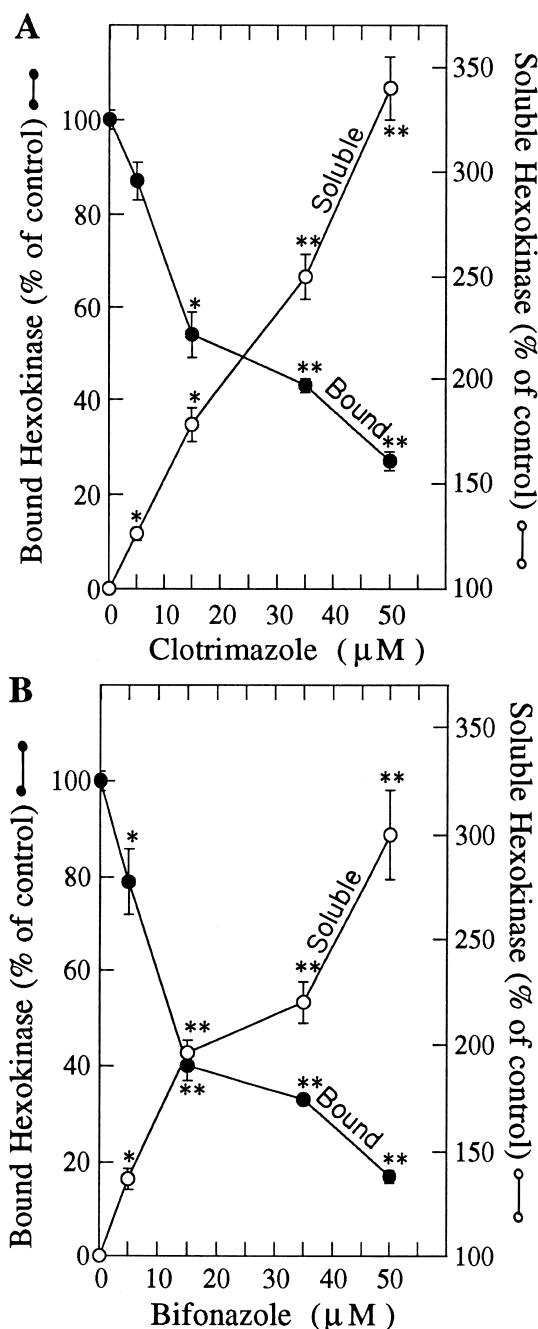 A
Bound Hexokinase (% of control)
100
80
60
40
20
0
Soluble Hexokinase (% of control)
350
300
250
200
150
100
Soluble
Bound
*
*
*
**
**
**
**
0 10 20 30 40 50
Clotrimazole (μM)
B
Bound Hexokinase (% of control)
100
80
60
40
20
0
Soluble Hexokinase (% of control)
350
300
250
200
150
100
Soluble
Bound
*
*
**
**
**
**
**
**
0 10 20 30 40 50
Bifonazole (μM)